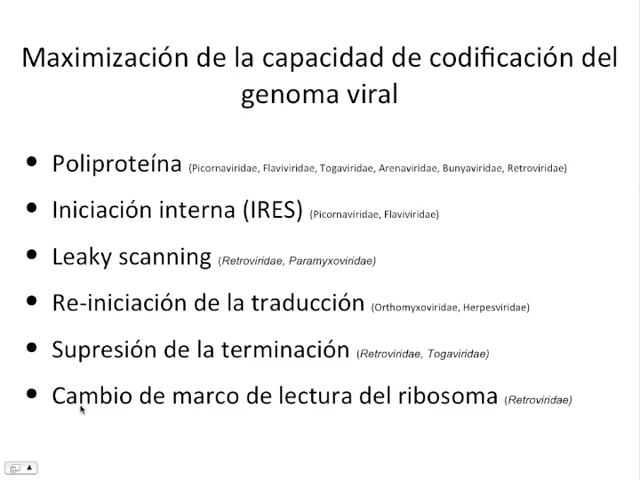 Maximización de la capacidad de codificación del
genoma viral
• Poliproteína (Picornaviridae, Flaviviridae, Togaviridae, Arenaviridae, Bunyaviridae, Retroviridae)
• Iniciación interna (IRES) (Picornaviridae, Flaviviridae)
• Leaky scanning (Retroviridae, Paramyxoviridae)
• Re-iniciación de la traducción (Orthomyxoviridae, Herpesviridae)
• Supresión de la terminación (Retroviridae, Togaviridae)
• Cambio de marco de lectura del ribosoma (Retroviridae)